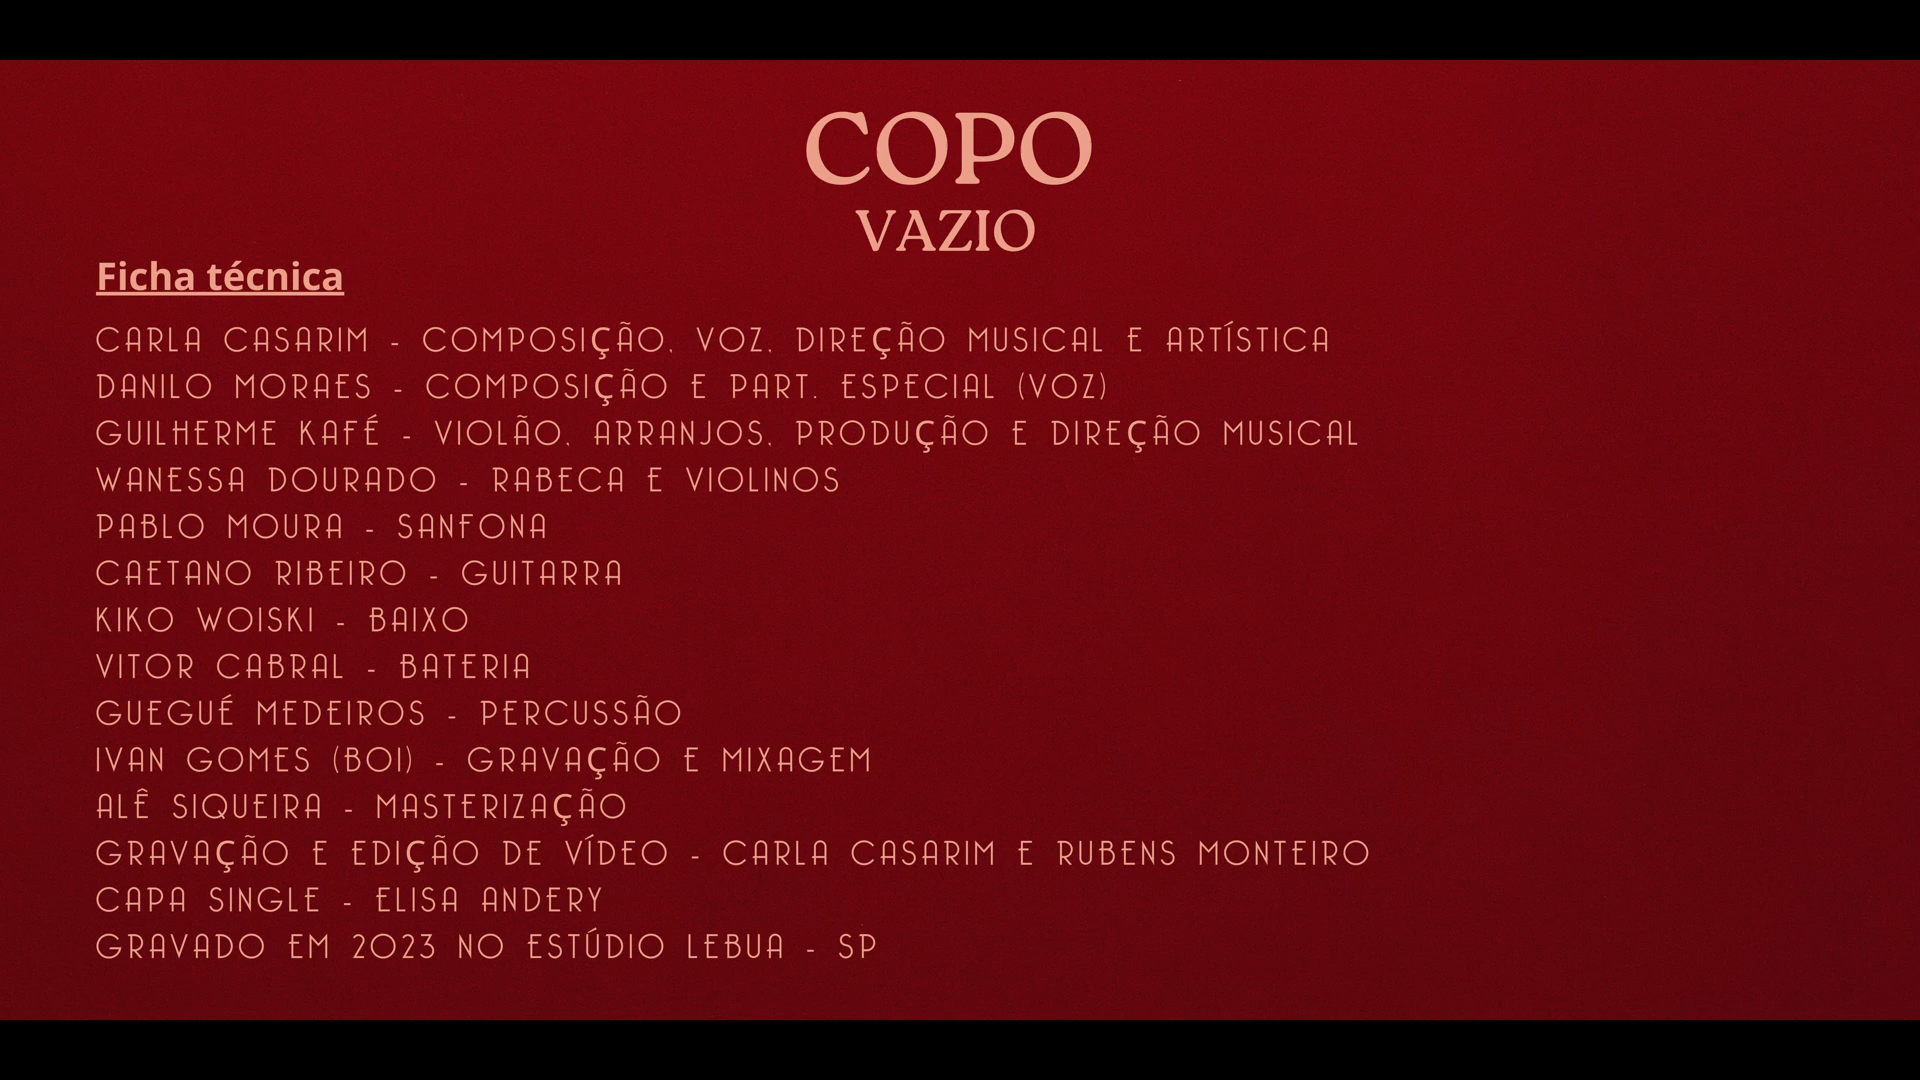 COPO
VAZIO
Ficha técnica
CARLA CASARIM - COMPOSIÇÃO, VOZ, DIREÇÃO MUSICAL E ARTÍSTICA
DANILO MORAES - COMPOSIÇÃO E PART. ESPECIAL (VOZ)
GUILHERME KAFÉ - VIOLÃO, ARRANJOS, PRODUÇÃO E DIREÇÃO MUSICAL
WANESSA DOURADO - RABECA E VIOLINOS
PABLO MOURA - SANFONA
CAETANO RIBEIRO - GUITARRA
KIKO WOISKI - BAIXO
VITOR CABRAL - BATERIA
GUEGUÉ MEDEIROS - PERCUSSÃO
IVAN GOMES (BOI) - GRAVAÇÃO E MIXAGEM
ALÊ SIQUEIRA - MASTERIZAÇÃO
GRAVAÇÃO E EDIÇÃO DE VÍDEO - CARLA CASARIM E RUBENS MONTEIRO
CAPA SINGLE - ELISA ANDERY
GRAVADO EM 2023 NO ESTÚDIO LEBUA - SP